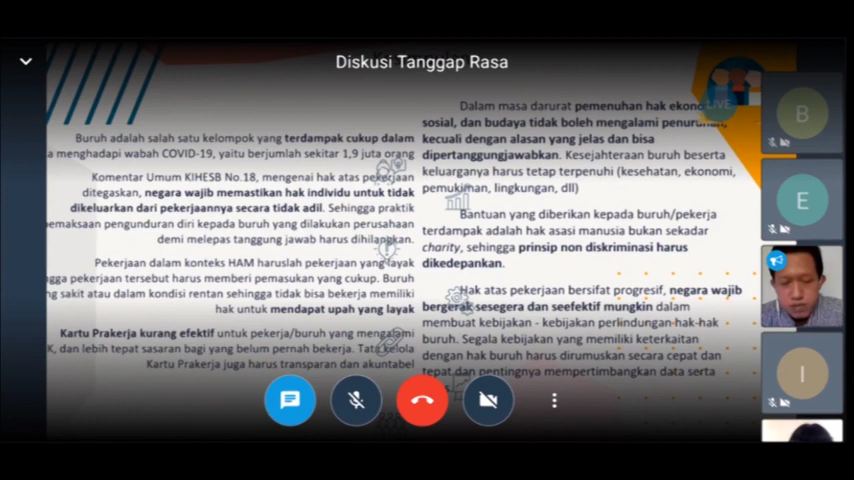 Diskusi Tanggap Rasa
LIVE
Buruh adalah salah satu kelompok yang terdampak cukup dalam
menghadapi wabah COVID-19, yaitu berjumlah sekitar 1,9 juta orang
Komentar Umum KIHESB No.18, mengenai hak atas pekerjaan
ditegaskan, negara wajib memastikan hak individu untuk tidak
dikeluarkan dari pekerjaannya secara tidak adil. Sehingga praktik
emaksaan pengunduran diri kepada buruh yang dilakukan perusahaan
demi melepas tanggung jawab harus dihilangkan.
Pekerjaan dalam konteks HAM haruslah pekerjaan yang layak
gga pekerjaan tersebut harus memberi pemasukan yang cukup. Buruh
g sakit atau dalam kondisi rentan sehingga tidak bisa bekerja memiliki
hak untuk mendapat upah yang layak
Kartu Prakerja kurang efektif untuk pekerja/buruh yang mengalami
K, dan lebih tepat sasaran bagi yang belum pernah bekerja. Tata kelola
Kartu Prakerja juga harus transparan dan akuntabel
Dalam masa darurat pemenuhan hak ekonomi,
sosial, dan budaya tidak boleh mengalami penurunan,
kecuali dengan alasan yang jelas dan bisa
dipertanggungjawabkan. Kesejahteraan buruh beserta
keluarganya harus tetap terpenuhi (kesehatan, ekonomi,
pemukiman, lingkungan, dll)
Bantuan yang diberikan kepada buruh/pekerja
terdampak adalah hak asasi manusia bukan sekadar
charity, sehingga prinsip non diskriminasi harus
dikedepankan.
Hak atas pekerjaan bersifat progresif, negara wajib
bergerak sesegera dan seefektif mungkin dalam
membuat kebijakan - kebijakan perlindungan hak-hak
buruh. Segala kebijakan yang memiliki keterkaitan
dengan hak buruh harus dirumuskan secara cepat dan
tepat dan pentingnya mempertimbangkan data serta
B
E
I